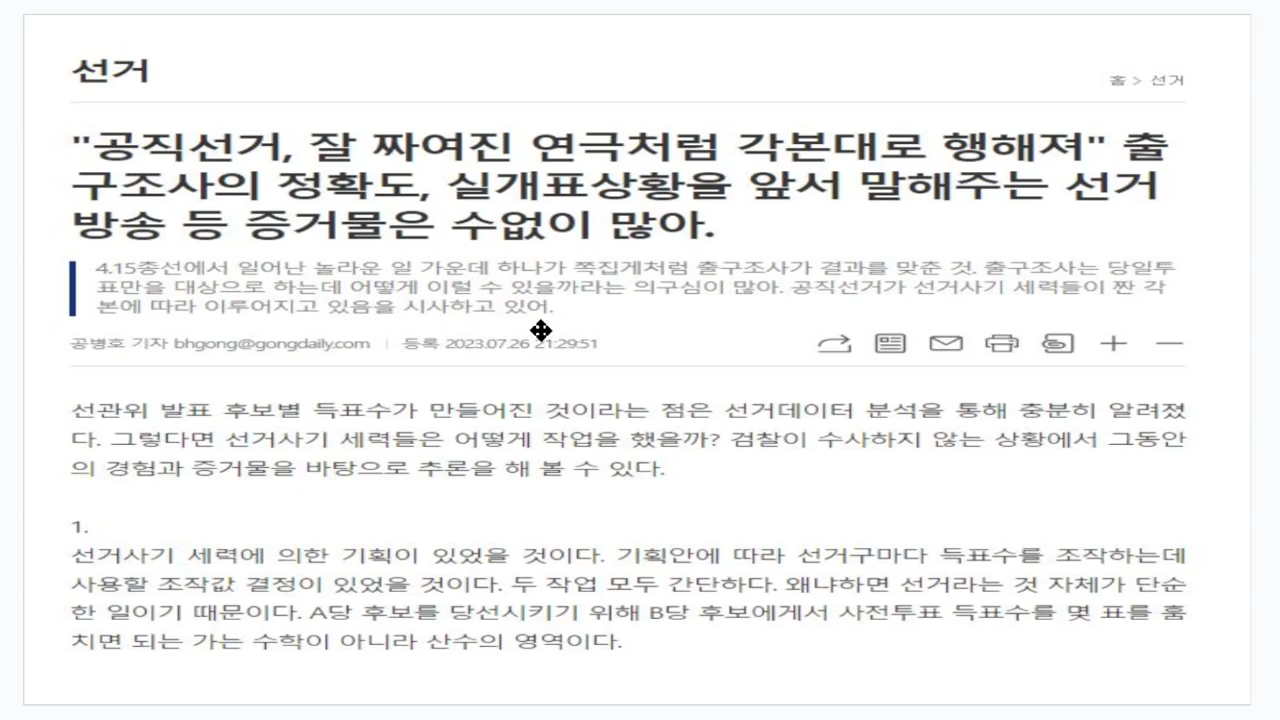 선거
홈 > 선거
"공직선거, 잘 짜여진 연극처럼 각본대로 행해져" 출
구조사의 정확도, 실개표상황을 앞서 말해주는 선거
방송 등 증거물은 수없이 많아.
4.15총선에서 일어난 놀라운 일 가운데 하나가 쪽집게처럼 출구조사가 결과를 맞춘 것. 출구조사는 당일투
표만을 대상으로 하는데 어떻게 이럴 수 있을까라는 의구심이 많아. 공직선거가 선거사기 세력들이 짠 각
본에 따라 이루어지고 있음을 시사하고 있어.
공병호 기자 bhgong@gongdaily.com | 등록 2023.07.26 21:29:51
선관위 발표 후보별 득표수가 만들어진 것이라는 점은 선거데이터 분석을 통해 충분히 알려졌
다. 그렇다면 선거사기 세력들은 어떻게 작업을 했을까? 검찰이 수사하지 않는 상황에서 그동안
의 경험과 증거물을 바탕으로 추론을 해 볼 수 있다.
1.
선거사기 세력에 의한 기획이 있었을 것이다. 기획안에 따라 선거구마다 득표수를 조작하는데
사용할 조작값 결정이 있었을 것이다. 두 작업 모두 간단하다. 왜냐하면 선거라는 것 자체가 단순
한 일이기 때문이다. A당 후보를 당선시키기 위해 B당 후보에게서 사전투표 득표수를 몇 표를 훔
치면 되는 가는 수학이 아니라 산수의 영역이다.